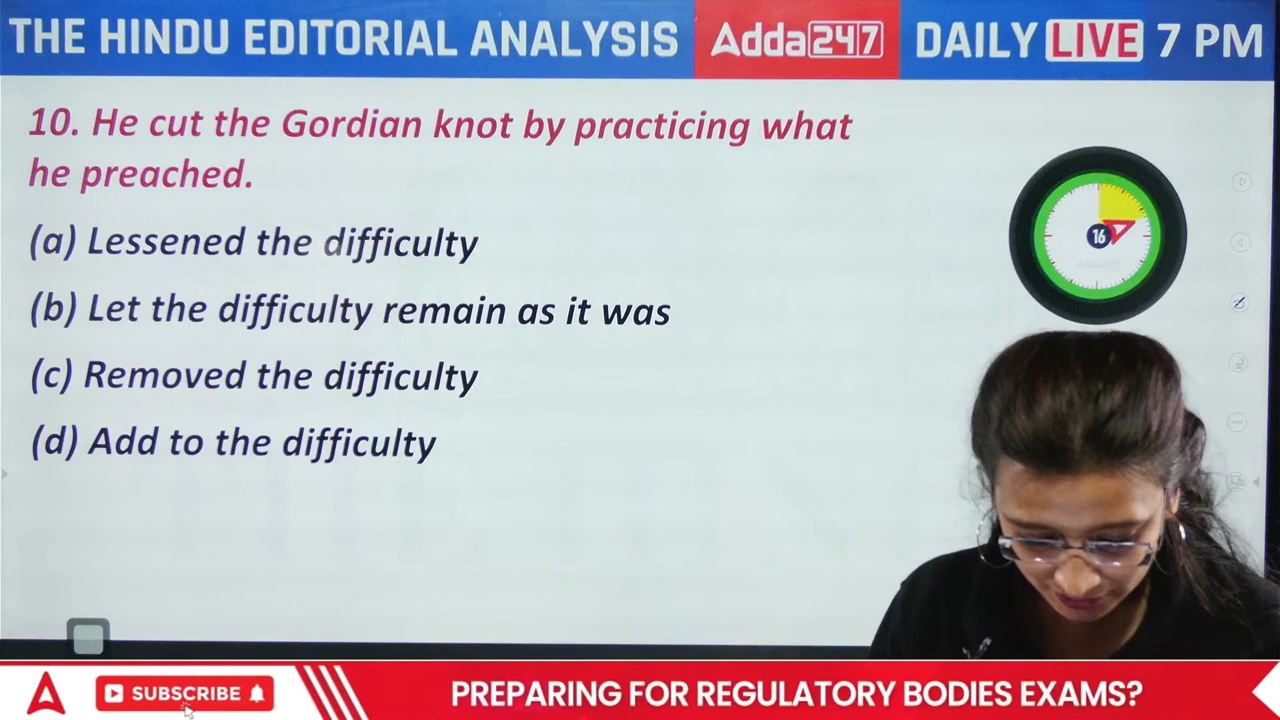 THE HINDU EDITORIAL ANALYSIS Adda247 DAILY LIVE 7 PM
10. He cut the Gordian knot by practicing what
he preached.
(a) Lessened the difficulty
(b) Let the difficulty remain as it was
(c) Removed the difficulty
(d) Add to the difficulty
16
SUBSCRIBE
PREPARING FOR REGULATORY BODIES EXAMS?